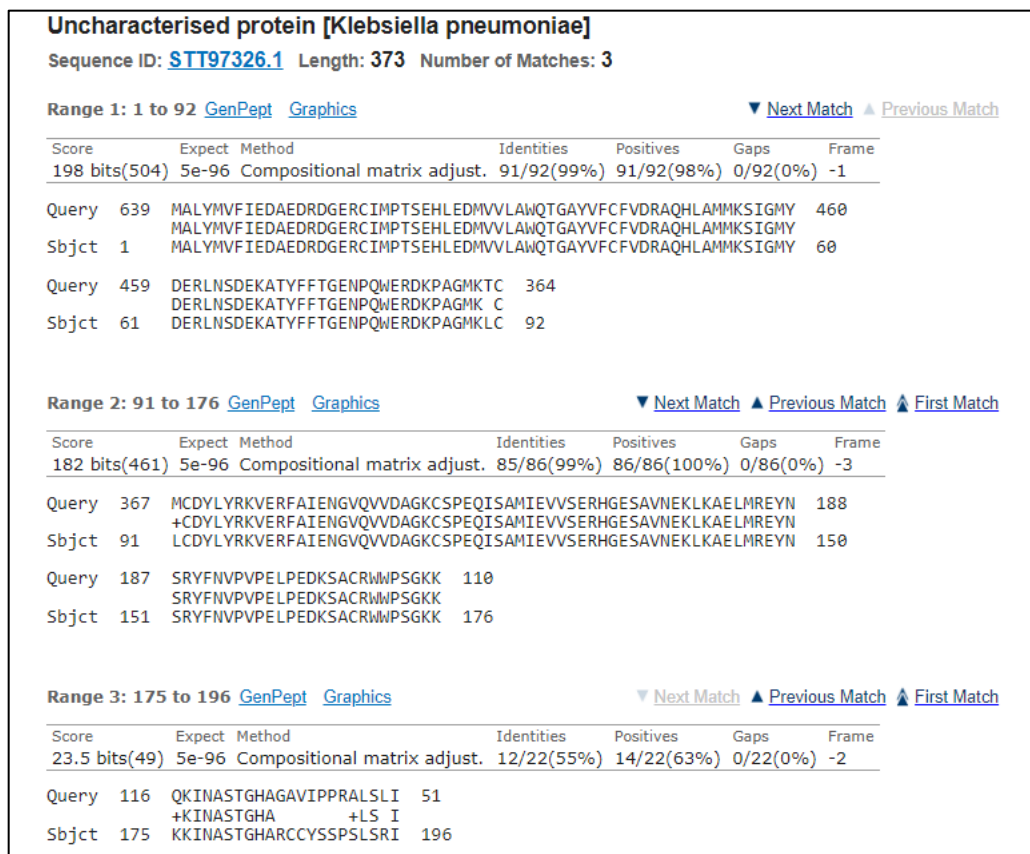 Uncharacterised protein [Klebsiella pneumoniae]
Sequence ID: STT97326.1 Length: 373 Number of Matches: 3
Range 1: 1 to 92 GenPept Graphics ▼ Next Match ▲ Previous Match
Score Expect Method Identities Positives Gaps Frame
198 bits(504) 5e-96 Compositional matrix adjust. 91/92(99%) 91/92(98%) 0/92(0%) -1
Query 639 MALYMVFIEDAEDRDGERCIMPTSEHLEDMVVLAWQTGAYVFCFVDRAQHLAMMKSIGMY 460
MALYMVFIEDAEDRDGERCIMPTSEHLEDMVVLAWQTGAYVFCFVDRAQHLAMMKSIGMY
Sbjct 1 MALYMVFIEDAEDRDGERCIMPTSEHLEDMVVLAWQTGAYVFCFVDRAQHLAMMKSIGMY 60
Query 459 DERLNSDEKATYFFTGENPQWERDKPAGMKTC 364
DERLNSDEKATYFFTGENPQWERDKPAGMK C
Sbjct 61 DERLNSDEKATYFFTGENPQWERDKPAGMKLC 92
Range 2: 91 to 176 GenPept Graphics ▼ Next Match ▲ Previous Match First Match
Score Expect Method Identities Positives Gaps Frame
182 bits(461) 5e-96 Compositional matrix adjust. 85/86(99%) 86/86(100%) 0/86(0%) -3
Query 367 MCDYLYRKVERFAIENGVQVVDAGKCSPEQISAMIEVVSERHGESAVNEKLKAELMREYN 188
+CDYLYRKVERFAIENGVQVVDAGKCSPEQISAMIEVVSERHGESAVNEKLKAELMREYN
Sbjct 91 LCDYLYRKVERFAIENGVQVVDAGKCSPEQISAMIEVVSERHGESAVNEKLKAELMREYN 150
Query 187 SRYFNVPVPELPEDKSACRWWPSGKK 110
SRYFNVPVPELPEDKSACRWWPSGKK
Sbjct 151 SRYFNVPVPELPEDKSACRWWPSGKK 176
Range 3: 175 to 196 GenPept Graphics ▼ Next Match ▲ Previous Match First Match
Score Expect Method Identities Positives Gaps Frame
23.5 bits(49) 5e-96 Compositional matrix adjust. 12/22(55%) 14/22(63%) 0/22(0%) -2
Query 116 QKINASTGHAGAVIPPRALSLI 51
+KINASTGHA +LS I
Sbjct 175 KKINASTGHARCCYSSPSLSRI 196